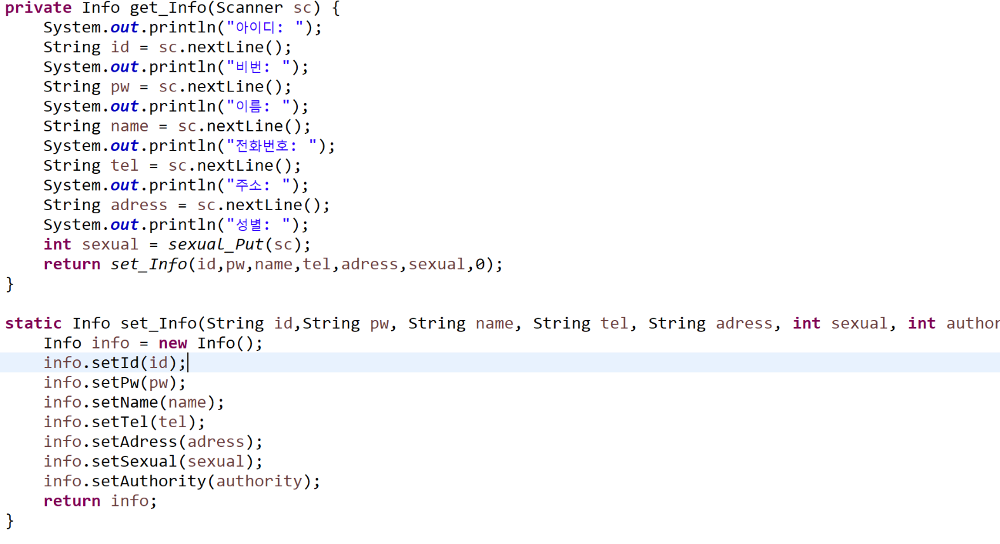 private Info get_Info(Scanner sc) {
System.out.println("아이디: ");
String id = sc.nextLine();
System.out.println("비번: ");
String pw = sc.nextLine();
System.out.println("이름: ");
String name = sc.nextLine();
System.out.println("전화번호: ");
String tel = sc.nextLine();
System.out.println("주소: ");
String adress = sc.nextLine();
System.out.println("성별: ");
int sexual = sexual_Put(sc);
return set_Info(id,pw,name,tel,adress,sexual,0);
}
static Info set_Info(String id,String pw, String name, String tel, String adress, int sexual, int author
Info info = new Info();
info.setId(id);
info.setPw(pw);
info.setName(name);
info.setTel(tel);
info.setAdress(adress);
info.setSexual(sexual);
info.setAuthority(authority);
return info;
}